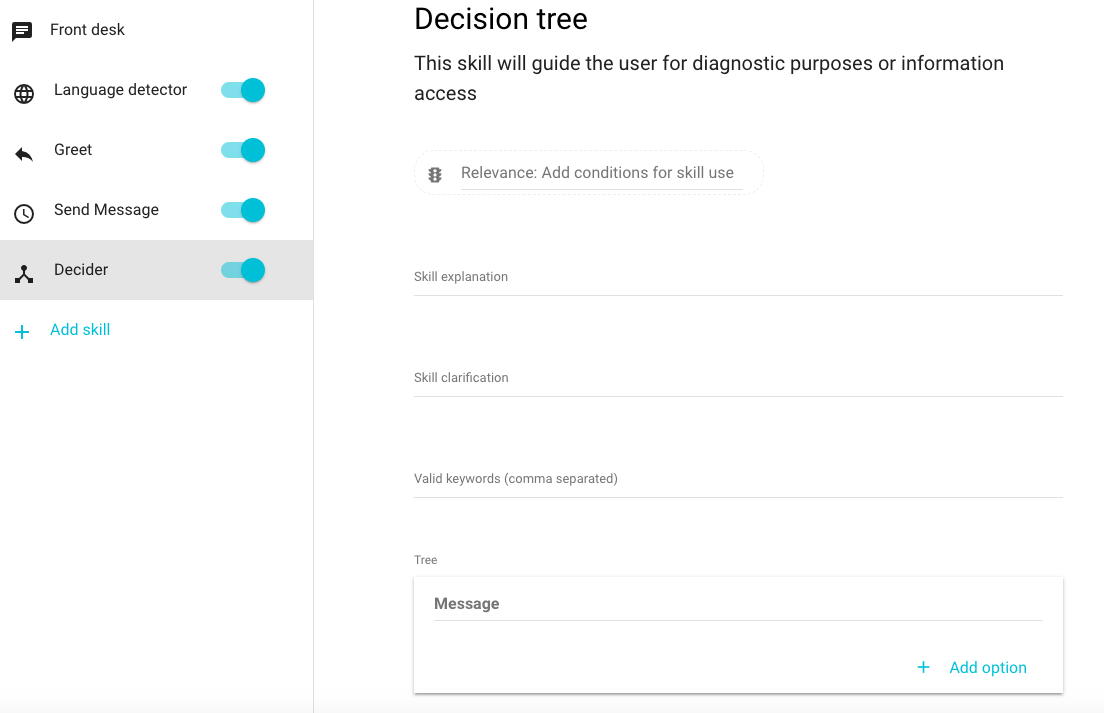 Front desk
Language detector
Greet
Send Message
Decider
Add skill
Decision tree
This skill will guide the user for diagnostic purposes or information
access
Relevance: Add conditions for skill use
Skill explanation
Skill clarification
Valid keywords (comma separated)
Tree
Message
Add option